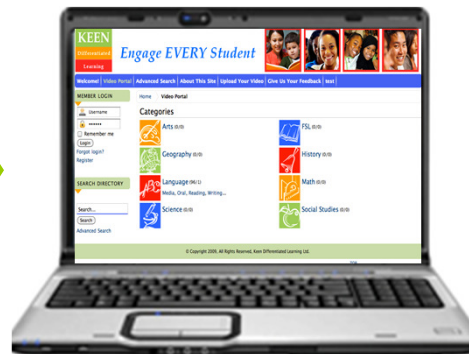 KEEN
Differentiated
Learning
Engage EVERY Student
Welcome! Video Portal Advanced Search About This Site Upload Your Video Give Us Your Feedback test
MEMBER LOGIN
Username
Remember me
Login
Forgot login?
Register
SEARCH DIRECTORY
Search...
Search
Advanced Search
Home Video Portal
Categories
Arts (0/0)
FSL (0/0)
Geography (0/0)
History (0/0)
Language
Media, Oral, Reading, Writing...
Math (0/0)
Science (0/0)
Social Studies (0/0)
© Copyright 2009. All Rights Reserved, Keen Differentiated Learning Ltd.